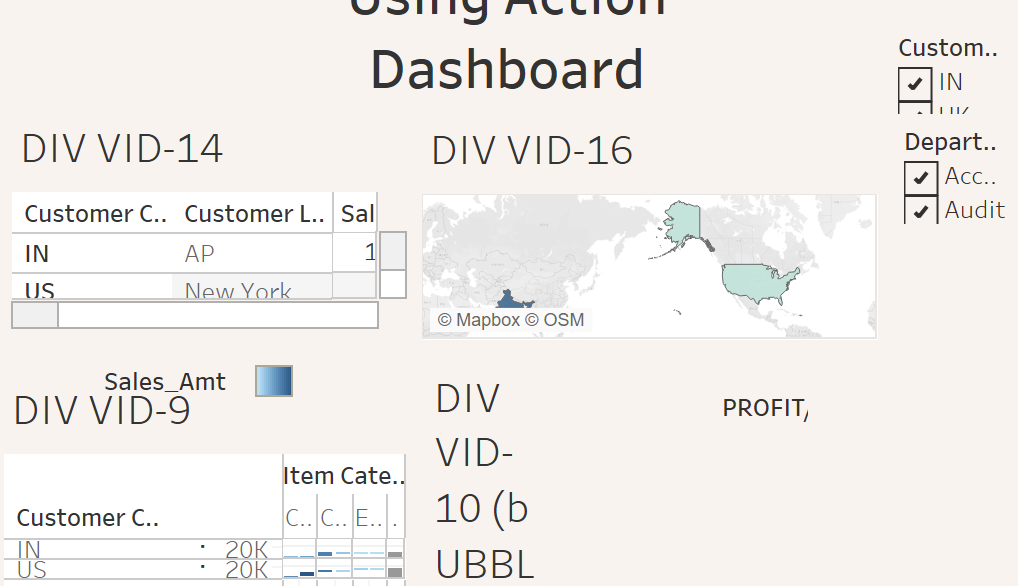 Using Action
Dashboard
Custom..
IN
UK
Depart..
Acc..
Audit
DIV VID-14
Customer C.. Customer L.. Sal
IN AP 1
US New York
DIV VID-16
© Mapbox © OSM
Sales_Amt
DIV VID-9
Item Cate..
Customer C.. C.. C.. E.. .
IN 20K
US 20K
DIV
VID-
10 (b
UBBL
PROFIT/